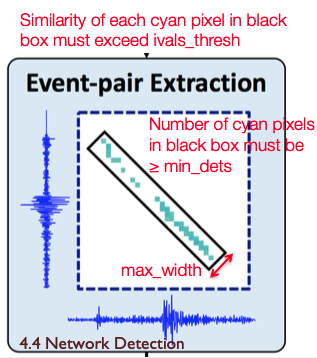 Similarity of each cyan pixel in black
box must exceed ivals_thresh
Event-pair Extraction
Number of cyan pixels
in black box must be
≥ min_dets
max_width
4.4 Network Detection